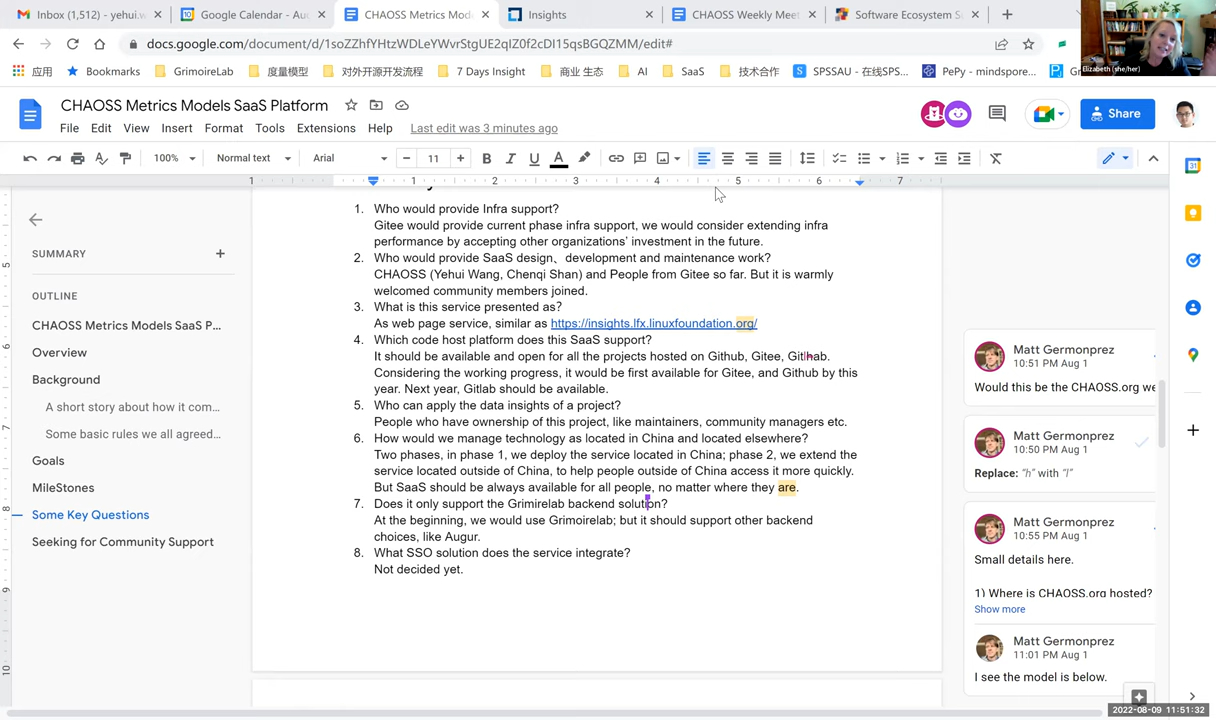 Inbox (1,512) - yehui.w
Google Calendar - Au
CHAOSS Metrics Mod
Insights
CHAOSS Weekly Meet
Software Ecosystem S
docs.google.com/document/d/1soZZhfYHtzWDLeYWvrStgUE2qIZ0f2cDI15qsBGQZMM/edit#
Elizabeth (she/her)
应用
Bookmarks
GrimoireLab
度量模型
对外开源开发流程
7 Days Insight
商业 生态
AI
SaaS
技术合作
SPSSAU - 在线SPS...
PePy - mindspore...
CHAOSS Metrics Models SaaS Platform
File Edit View Insert Format Tools Extensions Help
Last edit was 3 minutes ago
Share
100%
Normal text
Arial
11
1 1 2 3 4 5 6 7
SUMMARY
OUTLINE
CHAOSS Metrics Models SaaS P...
Overview
Background
A short story about how it com...
Some basic rules we all agreed...
Goals
MileStones
Some Key Questions
Seeking for Community Support
1. Who would provide Infra support?
Gitee would provide current phase infra support, we would consider extending infra
performance by accepting other organizations' investment in the future.
2. Who would provide SaaS design、development and maintenance work?
CHAOSS (Yehui Wang, Chenqi Shan) and People from Gitee so far. But it is warmly
welcomed community members joined.
3. What is this service presented as?
As web page service, similar as https://insights.lfx.linuxfoundation.org/
4. Which code host platform does this SaaS support?
It should be available and open for all the projects hosted on Github, Gitee, Gitlhab.
Considering the working progress, it would be first available for Gitee, and Github by this
year. Next year, Gitlab should be available.
5. Who can apply the data insights of a project?
People who have ownership of this project, like maintainers, community managers etc.
6. How would we manage technology as located in China and located elsewhere?
Two phases, in phase 1, we deploy the service located in China; phase 2, we extend the
service located outside of China, to help people outside of China access it more quickly.
But SaaS should be always available for all people, no matter where they are.
7. Does it only support the Grimirelab backend solution?
At the beginning, we would use Grimoirelab; but it should support other backend
choices, like Augur.
8. What SSO solution does the service integrate?
Not decided yet.
Matt Germonprez
10:51 PM Aug 1
Would this be the CHAOSS.org we
Matt Germonprez
10:50 PM Aug 1
Replace: "h" with "l"
Matt Germonprez
10:55 PM Aug 1
Small details here.
1) Where is CHAOSS.org hosted?
Show more
Matt Germonprez
11:01 PM Aug 1
I see the model is below.
5
6
7
8
9
10
31
2022-08-09 11:51:32